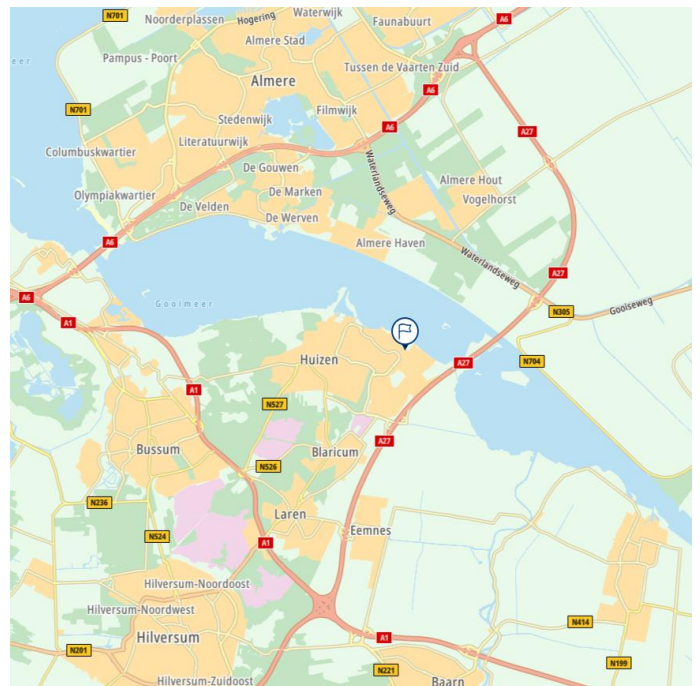 N701
Noorderplassen
Hogering
Waterwijk
Faunabuurt
A6
Almere Stad
Pampus - Poort
Tussen de Vaarten Zuid
Almere
A6
N701
Filmwijk
Stedenwijk
A6
A27
Literatuurwijk
Columbuskwartier
De Gouwen
Waterlandseweg
Almere Hout
De Marken
Vogelhorst
Olympiakwartier
De Velden
De Werven
A6
Almere Haven
Waterlandseweg
A27
A6
Gooimeer
Gooiseweg
N305
A1
Huizen
A27
N704
A1
N527
A27
Bussum
Blaricum
N526
N236
Laren
N524
Eemnes
A1
Hilversum-Noordoost
Hilversum-Noordwest
N414
Hilversum
A1
N201
N199
N221
Hilversum-Zuidoost
Baarn